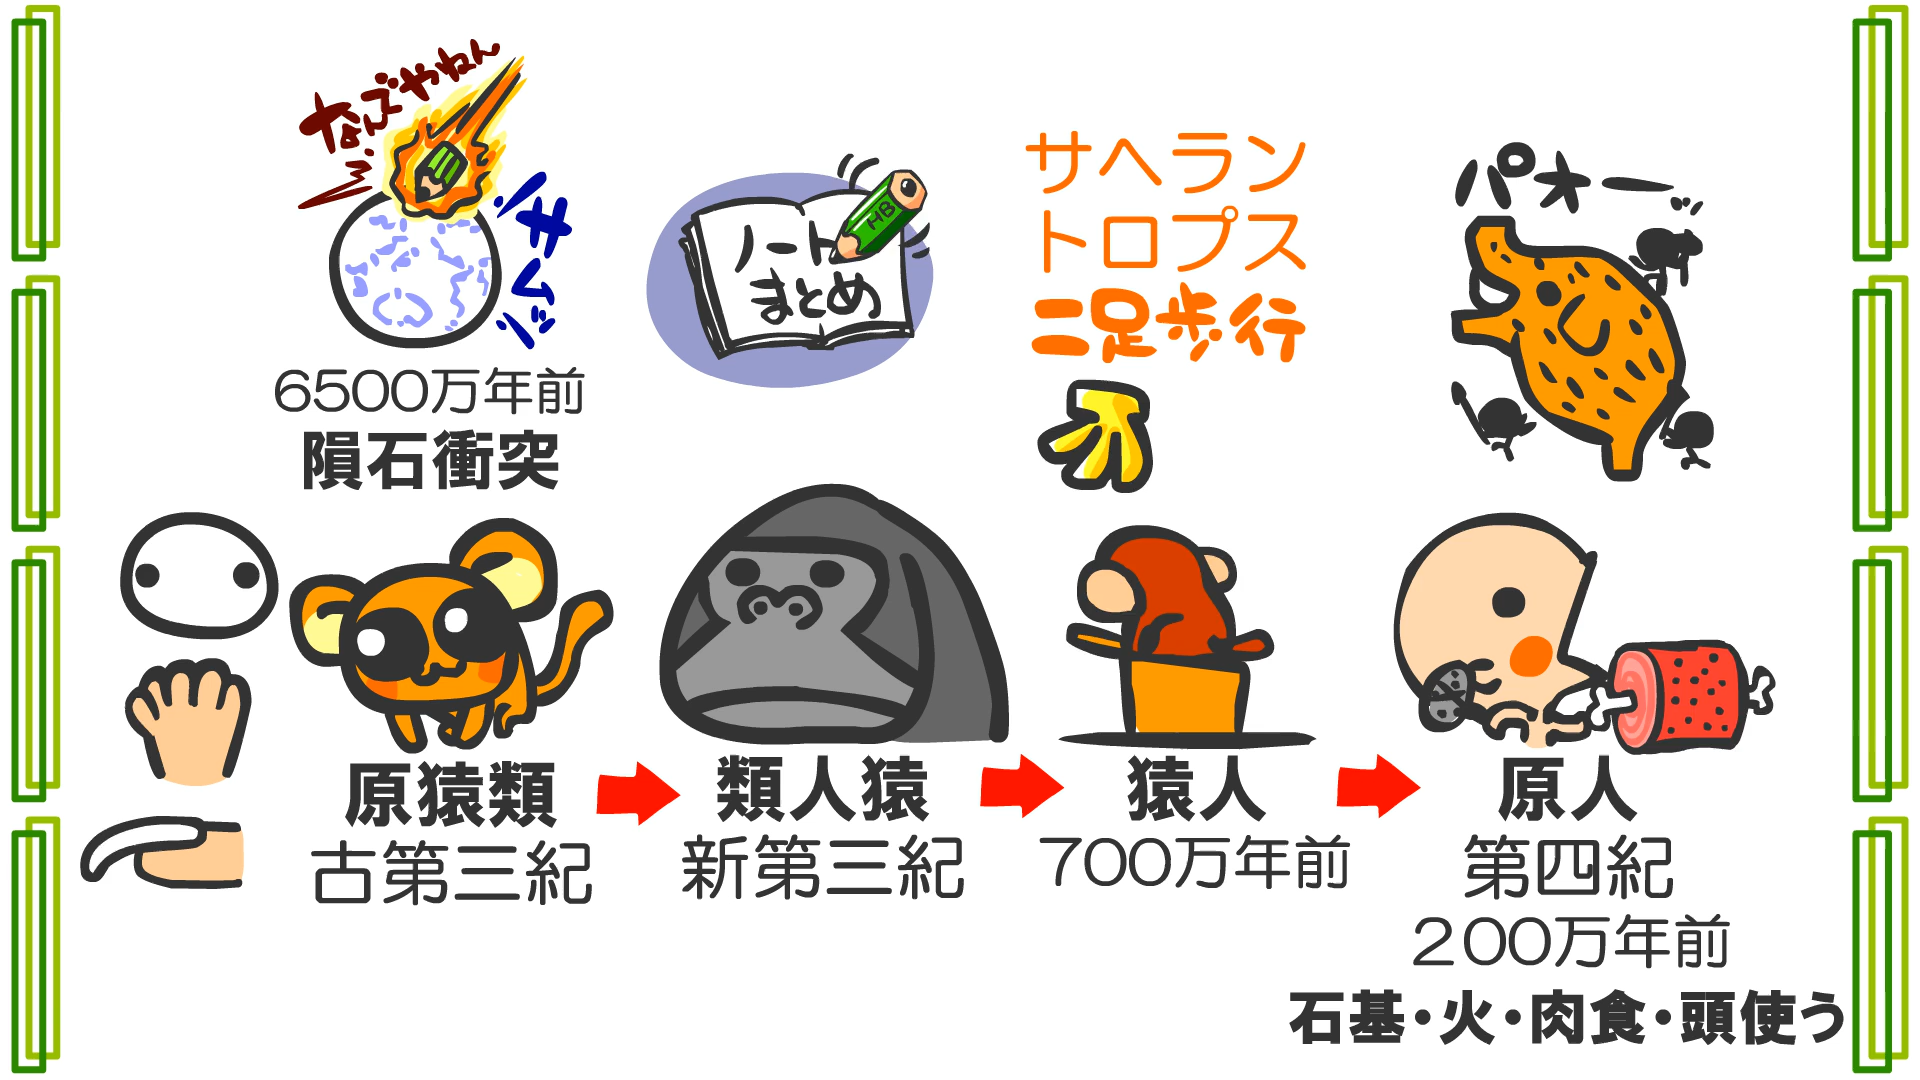 なんでやねん
サムッ
6500万年前
隕石衝突
HB
ノート
まとめ
サヘラン
トロプス
二足歩行
パオー
原猿類
古第三紀
類人猿
新第三紀
猿人
700万年前
原人
第四紀
200万年前
石基・火・肉食・頭使う